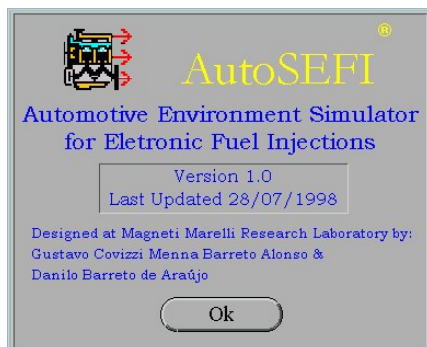 ®
AutoSEFI
Automotive Environment Simulator
for Eletronic Fuel Injections
Version 1.0
Last Updated 28/07/1998
Designed at Magneti Marelli Research Laboratory by:
Gustavo Covizzi Menna Barreto Alonso &
Danilo Barreto de Araújo
Ok